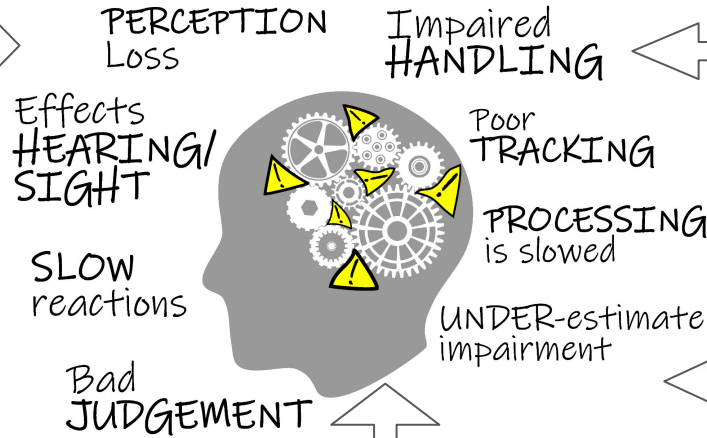 PERCEPTION
Loss
Impaired
HANDLING
Effects
HEARING/
SIGHT
Poor
TRACKING
PROCESSING
is slowed
SLOW
reactions
UNDER-estimate
impairment
Bad
JUDGEMENT